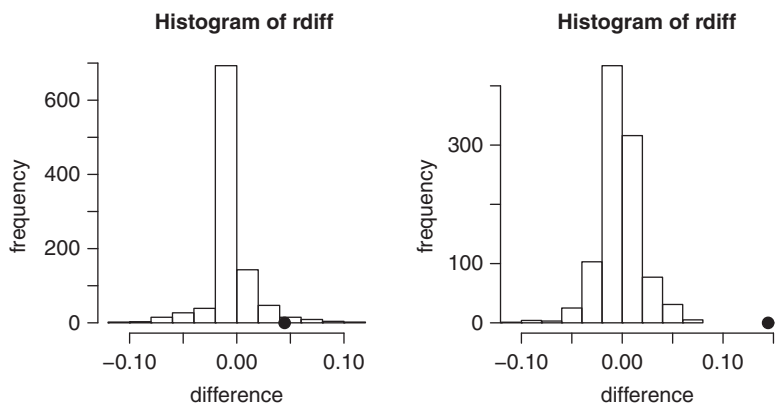 Histogram of rdiff
frequency
600
400
200
0
−0.10 0.00 0.10
difference
Histogram of rdiff
frequency
300
100
0
−0.10 0.00 0.10
difference